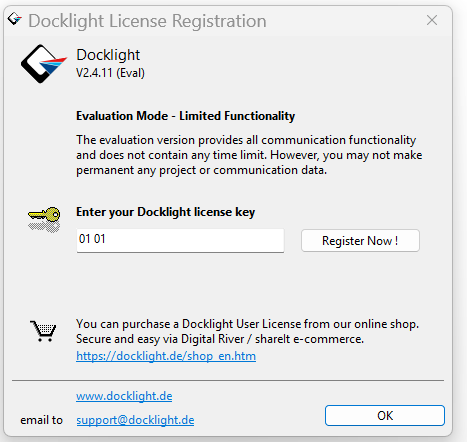 Docklight License Registration
Docklight
V2.4.11 (Eval)
Evaluation Mode - Limited Functionality
The evaluation version provides all communication functionality
and does not contain any time limit. However, you may not make
permanent any project or communication data.
Enter your Docklight license key
01 01
Register Now !
You can purchase a Docklight User License from our online shop.
Secure and easy via Digital River / shareIt e-commerce.
https://docklight.de/shop_en.htm
www.docklight.de
email to support@docklight.de
OK